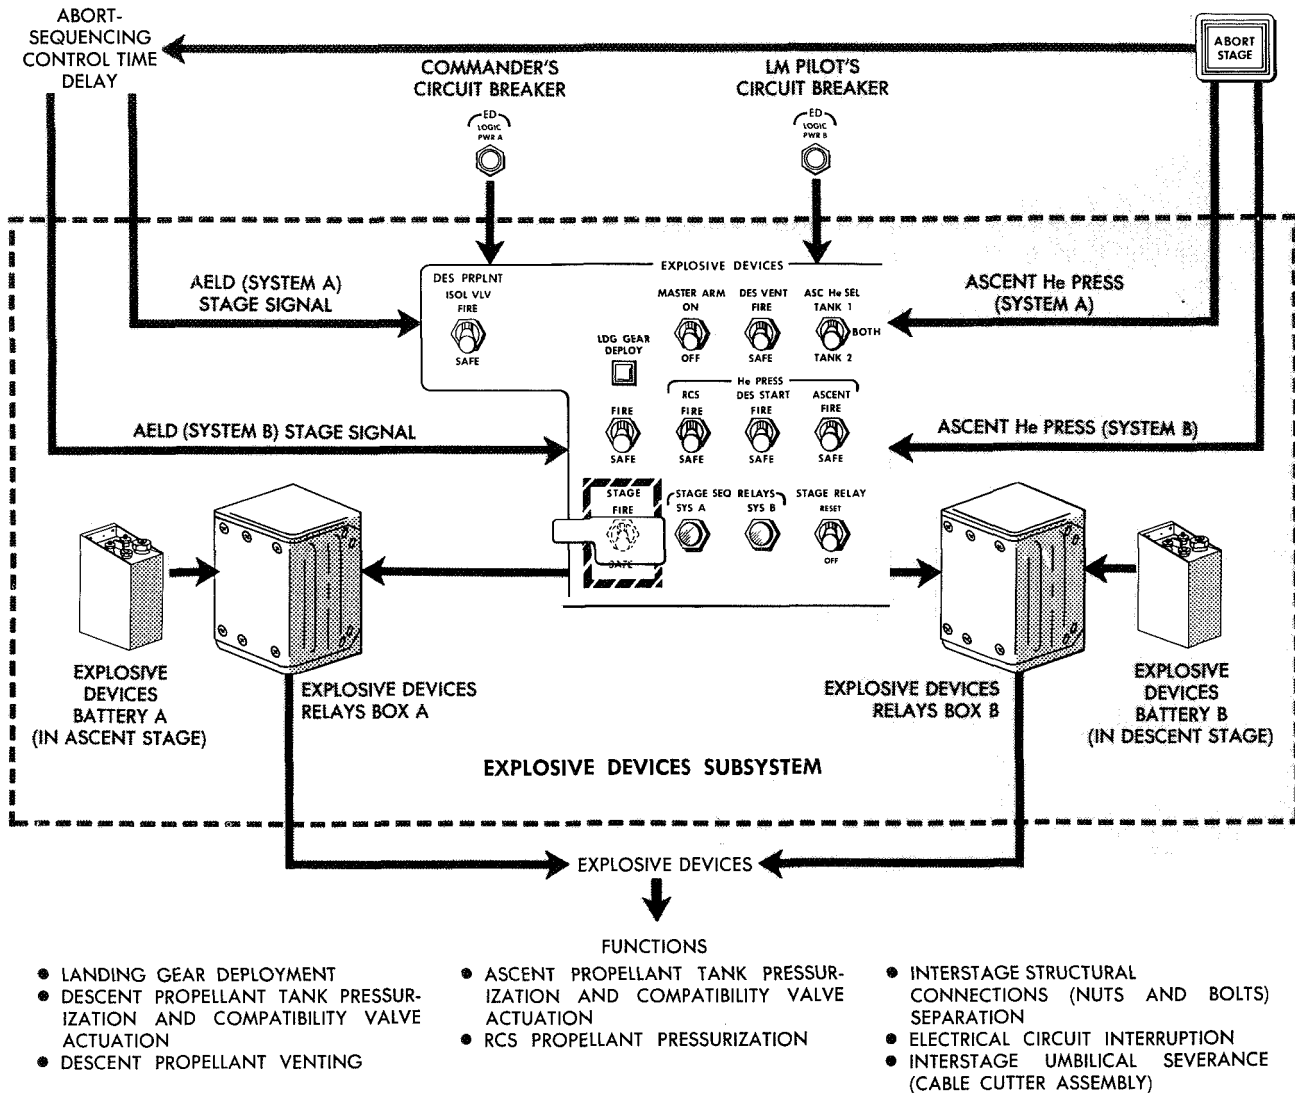 ABORT-
SEQUENCING
CONTROL TIME
DELAY
COMMANDER'S
CIRCUIT BREAKER
ED
LOGIC
PWR A
LM PILOT'S
CIRCUIT BREAKER
ED
LOGIC
PWR B
ABORT
STAGE
AELD (SYSTEM A)
STAGE SIGNAL
AELD (SYSTEM B) STAGE SIGNAL
ASCENT He PRESS
(SYSTEM A)
ASCENT He PRESS (SYSTEM B)
DES PRPLNT
ISOL VLV
FIRE
SAFE
EXPLOSIVE DEVICES
MASTER ARM
ON
OFF
DES VENT
FIRE
SAFE
ASC He SEL
TANK 1
BOTH
TANK 2
LDG GEAR
DEPLOY
FIRE
SAFE
He PRESS
RCS
FIRE
SAFE
DES START
FIRE
SAFE
ASCENT
FIRE
SAFE
STAGE
FIRE
SAFE
STAGE SEQ RELAYS
SYS A
SYS B
STAGE RELAY
RESET
OFF
EXPLOSIVE
DEVICES
BATTERY A
(IN ASCENT STAGE)
EXPLOSIVE DEVICES
RELAYS BOX A
EXPLOSIVE DEVICES
RELAYS BOX B
EXPLOSIVE
DEVICES
BATTERY B
(IN DESCENT STAGE)
EXPLOSIVE DEVICES SUBSYSTEM
EXPLOSIVE DEVICES
FUNCTIONS
● LANDING GEAR DEPLOYMENT
● DESCENT PROPELLANT TANK PRESSUR-
IZATION AND COMPATIBILITY VALVE
ACTUATION
● DESCENT PROPELLANT VENTING
● ASCENT PROPELLANT TANK PRESSUR-
IZATION AND COMPATIBILITY VALVE
ACTUATION
● RCS PROPELLANT PRESSURIZATION
● INTERSTAGE STRUCTURAL
CONNECTIONS (NUTS AND BOLTS)
SEPARATION
● ELECTRICAL CIRCUIT INTERRUPTION
● INTERSTAGE UMBILICAL SEVERANCE
(CABLE CUTTER ASSEMBLY)